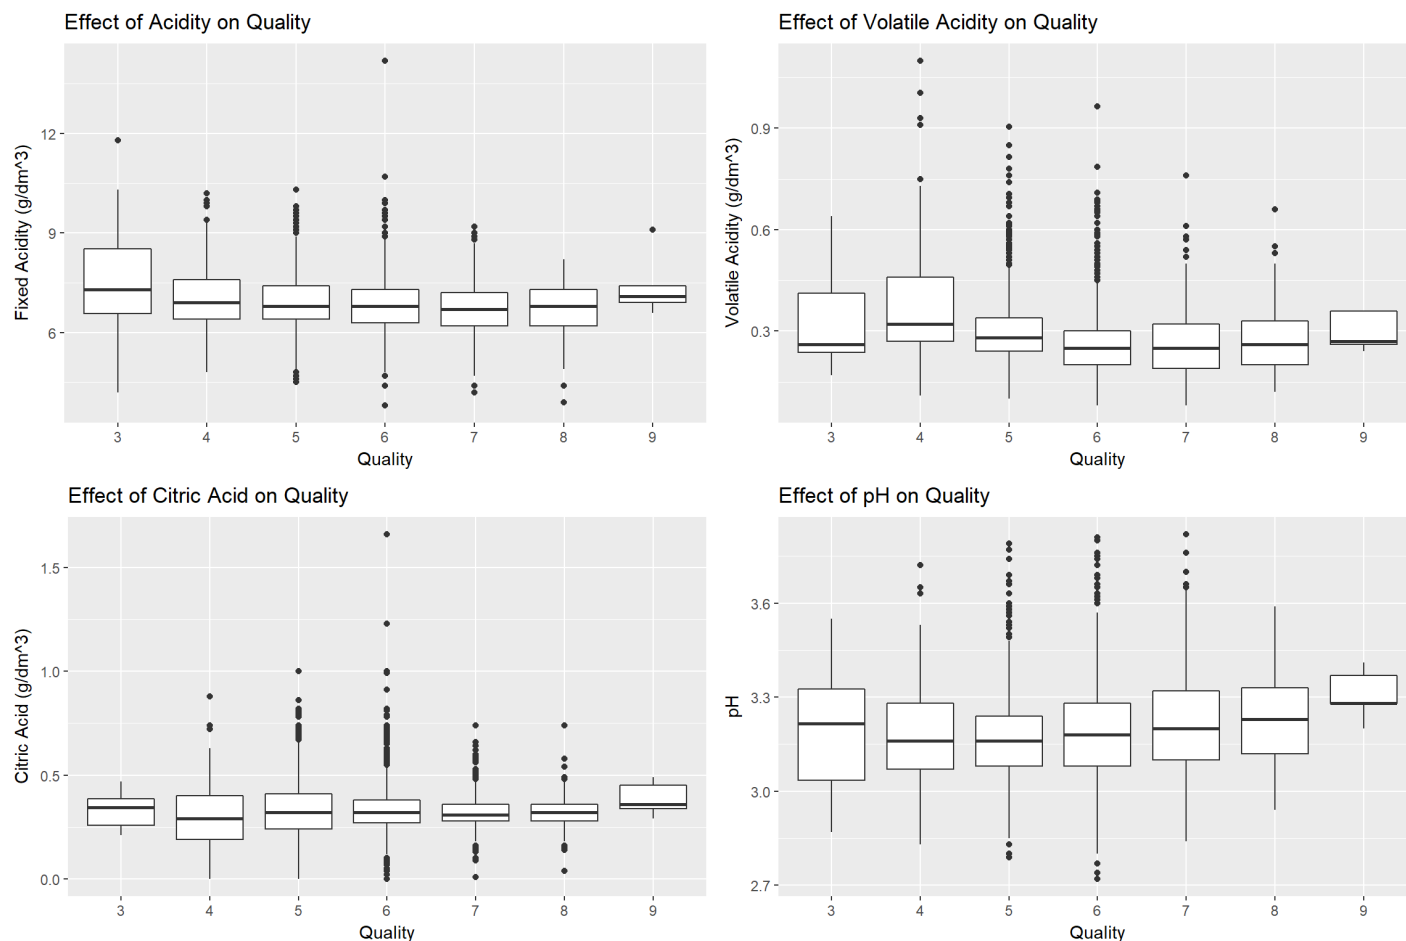 Effect of Acidity on Quality
Fixed Acidity (g/dm^3)
12
9
6
3 4 5 6 7 8 9
Quality
Effect of Volatile Acidity on Quality
Volatile Acidity (g/dm^3)
0.9
0.6
0.3
3 4 5 6 7 8 9
Quality
Effect of Citric Acid on Quality
Citric Acid (g/dm^3)
1.5
1.0
0.5
0.0
3 4 5 6 7 8 9
Quality
Effect of pH on Quality
pH
3.6
3.3
3.0
2.7
3 4 5 6 7 8 9
Quality